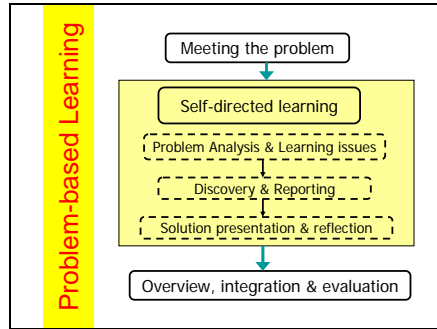 Problem-based Learning
Meeting the problem
Self-directed learning
Problem Analysis & Learning issues
Discovery & Reporting
Solution presentation & reflection
Overview, integration & evaluation